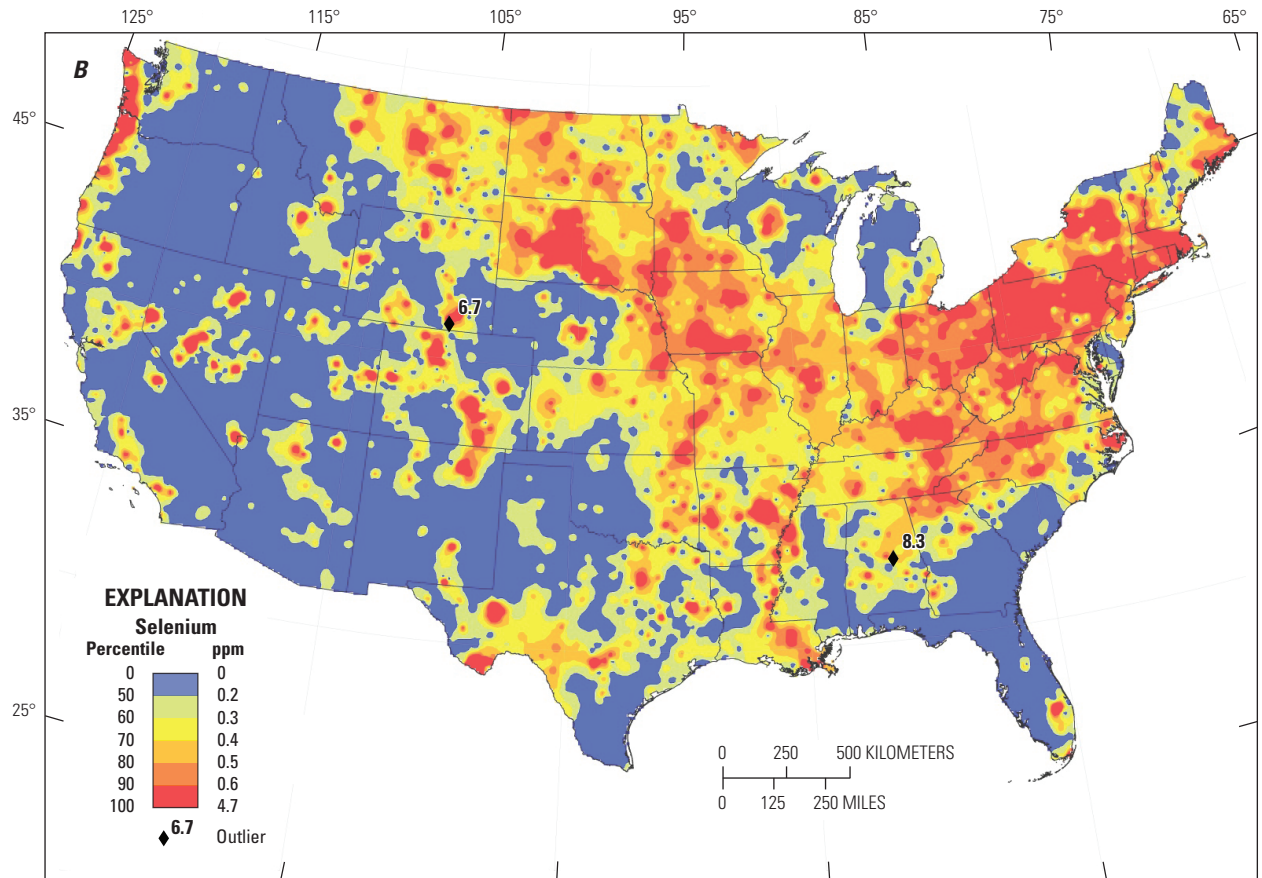 125° 115° 105° 95° 85° 75° 65°
B
45°
35°
25°
6.7
8.3
EXPLANATION
Selenium
Percentile ppm
0 0
50 0.2
60 0.3
70 0.4
80 0.5
90 0.6
100 4.7
6.7 Outlier
0 250 500 KILOMETERS
0 125 250 MILES